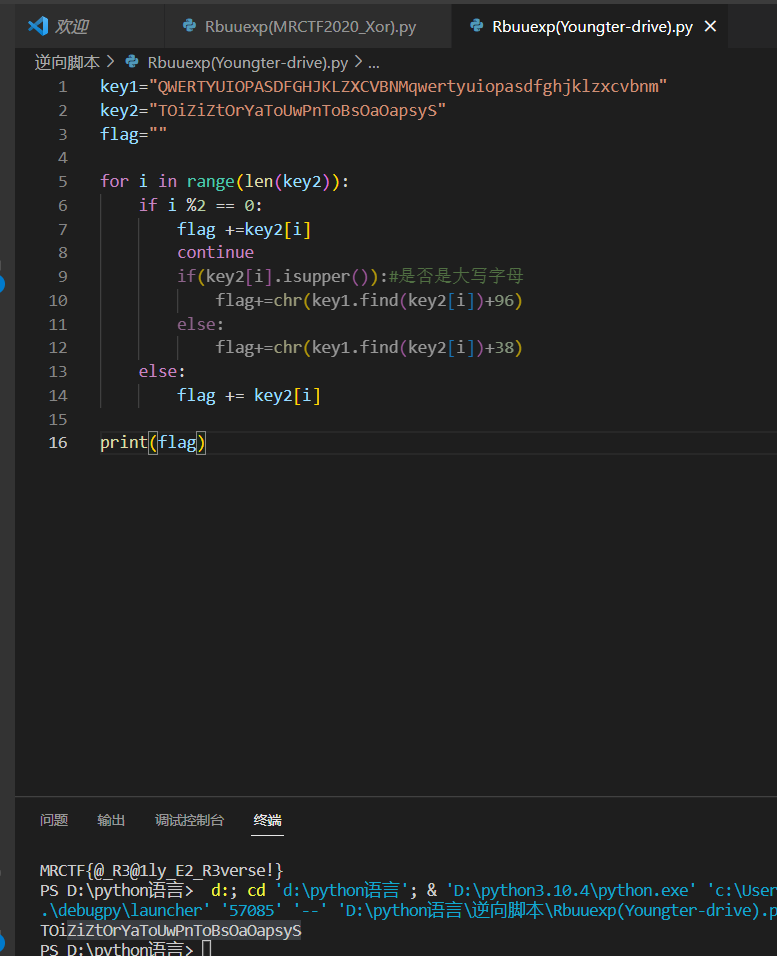 欢迎
Rbuuexp(MRCTF2020_Xor).py
Rbuuexp(Youngter-drive).py
逆向脚本 > Rbuuexp(Youngter-drive).py > ...
1 key1="QWERTYUIOPASDFGHJKLZXCVBNMqwertyuiopasdfghjklzxcvbnm"
2 key2="TOiZiZtOrYaToUwPnToBsOaOapsyS"
3 flag=""
4
5 for i in range(len(key2)):
6     if i %2 == 0:
7         flag +=key2[i]
8         continue
9         if(key2[i].isupper()):#是否是大写字母
10             flag+=chr(key1.find(key2[i])+96)
11         else:
12             flag+=chr(key1.find(key2[i])+38)
13     else:
14         flag += key2[i]
15
16 print(flag)
问题 输出 调试控制台 终端
MRCTF{@_R3@1ly_E2_R3verse!}
PS D:\python语言>  d:; cd 'd:\python语言'; & 'D:\python3.10.4\python.exe' 'c:\User
.\debugpy\launcher' '57085' '--' 'D:\python语言\逆向脚本\Rbuuexp(Youngter-drive).p
TOiZiZtOrYaToUwPnToBsOaOapsyS
PS D:\python语言>